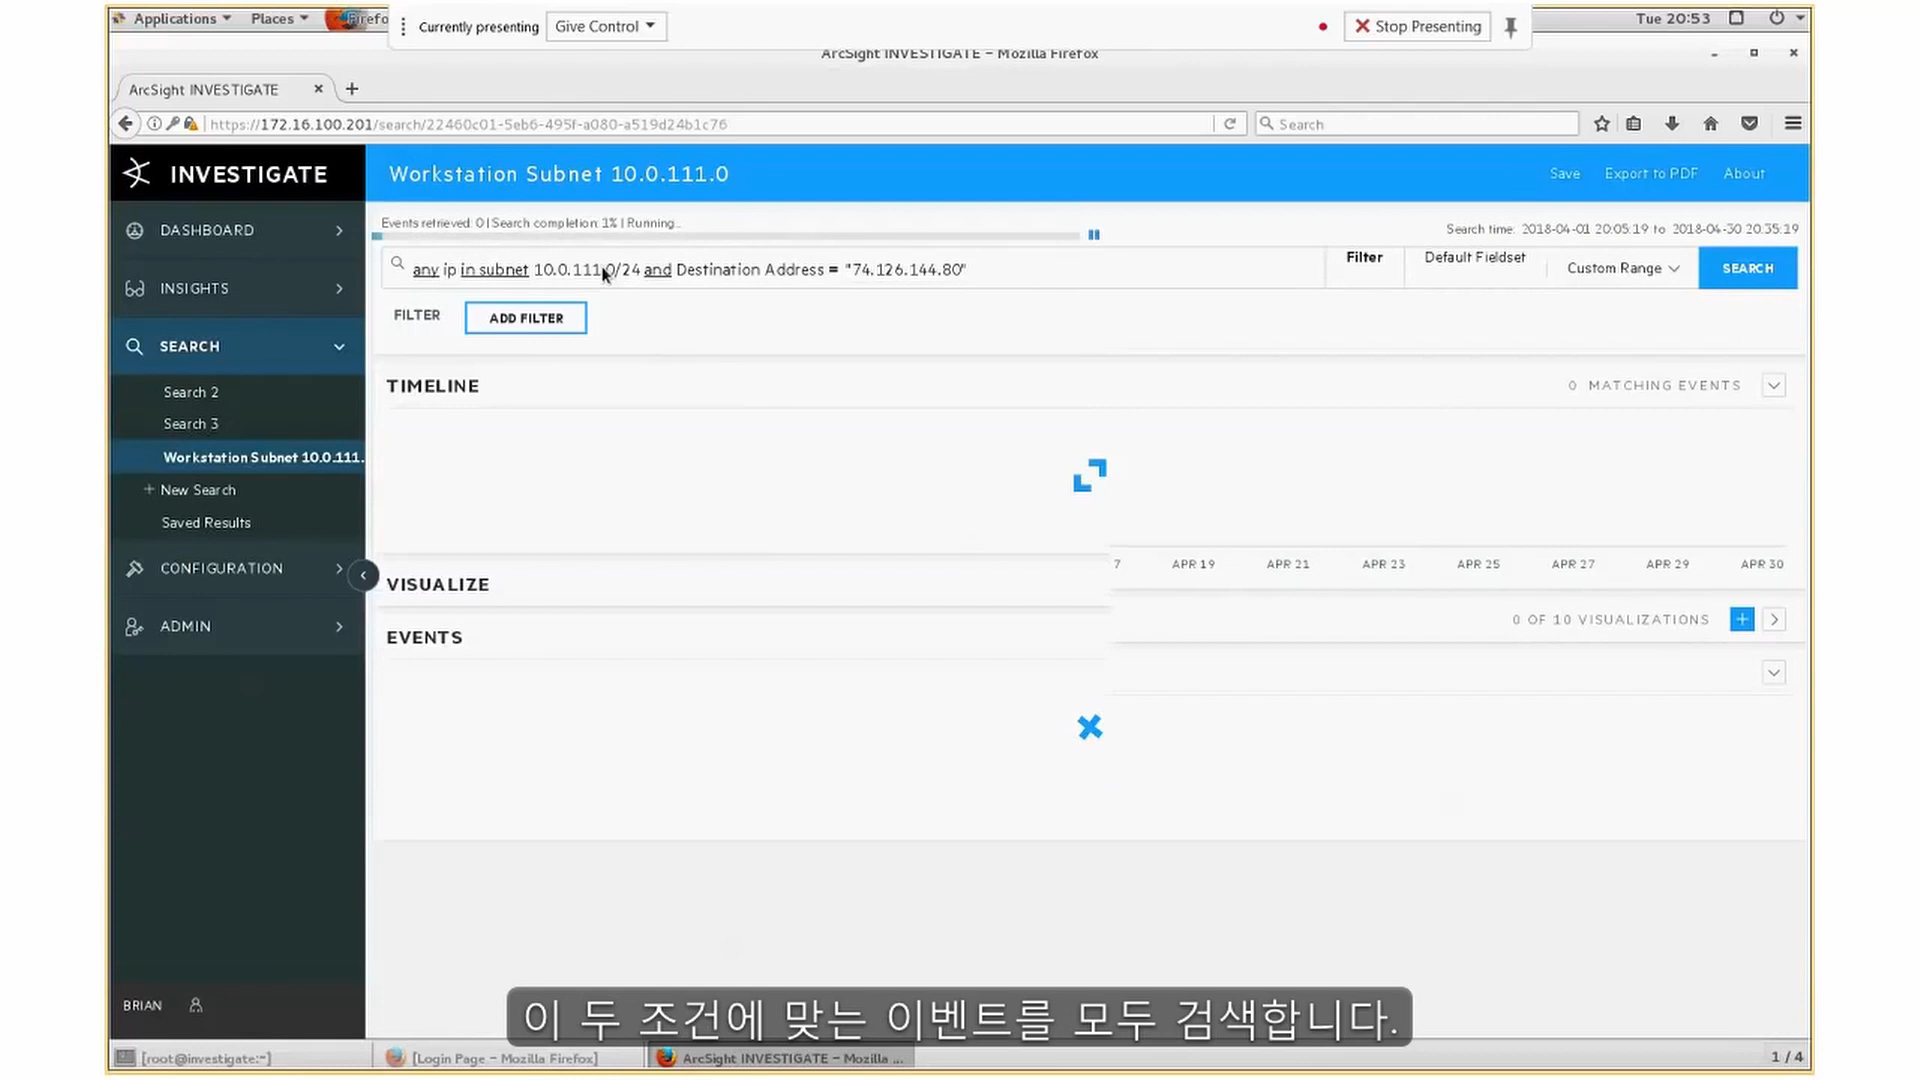 Applications
Places
Currently presenting
Give Control
Stop Presenting
Tue 20:53
ArcSight INVESTIGATE – Mozilla Firefox
ArcSight INVESTIGATE
https://172.16.100.201/search/22460c01-5eb6-495f-a080-a519d24b1c76
Search
INVESTIGATE
Workstation Subnet 10.0.111.0
Save
Export to PDF
About
DASHBOARD
Events retrieved: 0 | Search completion: 1% | Running...
Search time: 2018-04-01 20:05:19 to 2018-04-30 20:35:19
any ip in subnet 10.0.111.0/24 and Destination Address = "74.126.144.80"
Filter
Default Fieldset
Custom Range
SEARCH
INSIGHTS
FILTER
ADD FILTER
SEARCH
TIMELINE
0 MATCHING EVENTS
Search 2
Search 3
Workstation Subnet 10.0.111.
+ New Search
Saved Results
CONFIGURATION
7 APR 19 APR 21 APR 23 APR 25 APR 27 APR 29 APR 30
VISUALIZE
0 OF 10 VISUALIZATIONS
ADMIN
EVENTS
BRIAN
이 두 조건에 맞는 이벤트를 모두 검색합니다.
[root@investigate:~]
[Login Page – Mozilla Firefox]
ArcSight INVESTIGATE – Mozilla ...
1 / 4